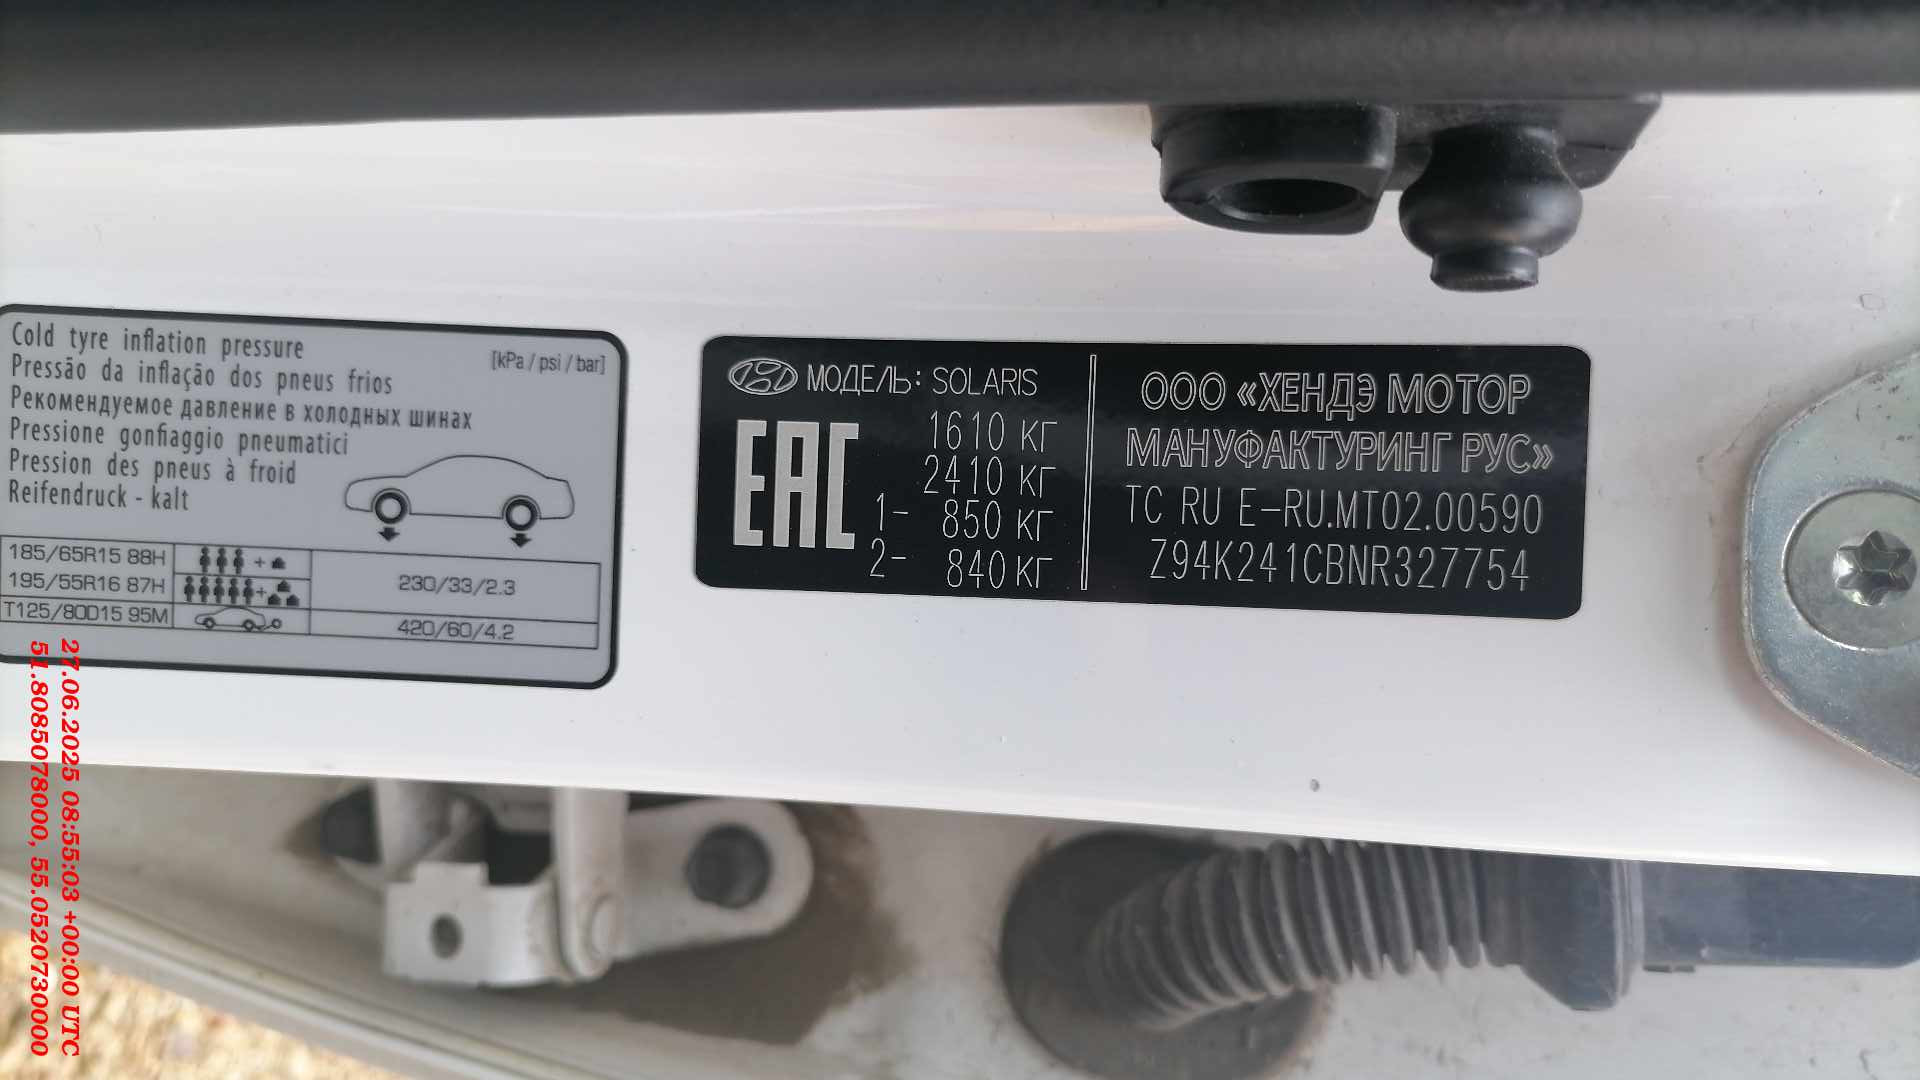 Cold tyre inflation pressure
[kPa / psi / bar]
Pressão da inflação dos pneus frios
Рекомендуемое давление в холодных шинах
Pressione gonfiaggio pneumatici
Pression des pneus à froid
Reifendruck - kalt
185/65R15 88H
195/55R16 87H
230/33/2.3
T125/80D15 95M
420/60/4.2
МОДЕЛЬ: SOLARIS
EAC
1610 КГ
2410 КГ
1- 850 КГ
2- 840 КГ
ООО «ХЕНДЭ МОТОР
МАНУФАКТУРИНГ РУС»
ТС RU E-RU.MT02.00590
Z94K241CBNR327754
27.06.2025 08:55:03 +00:00 UTC
51.8085078000, 55.0520730000